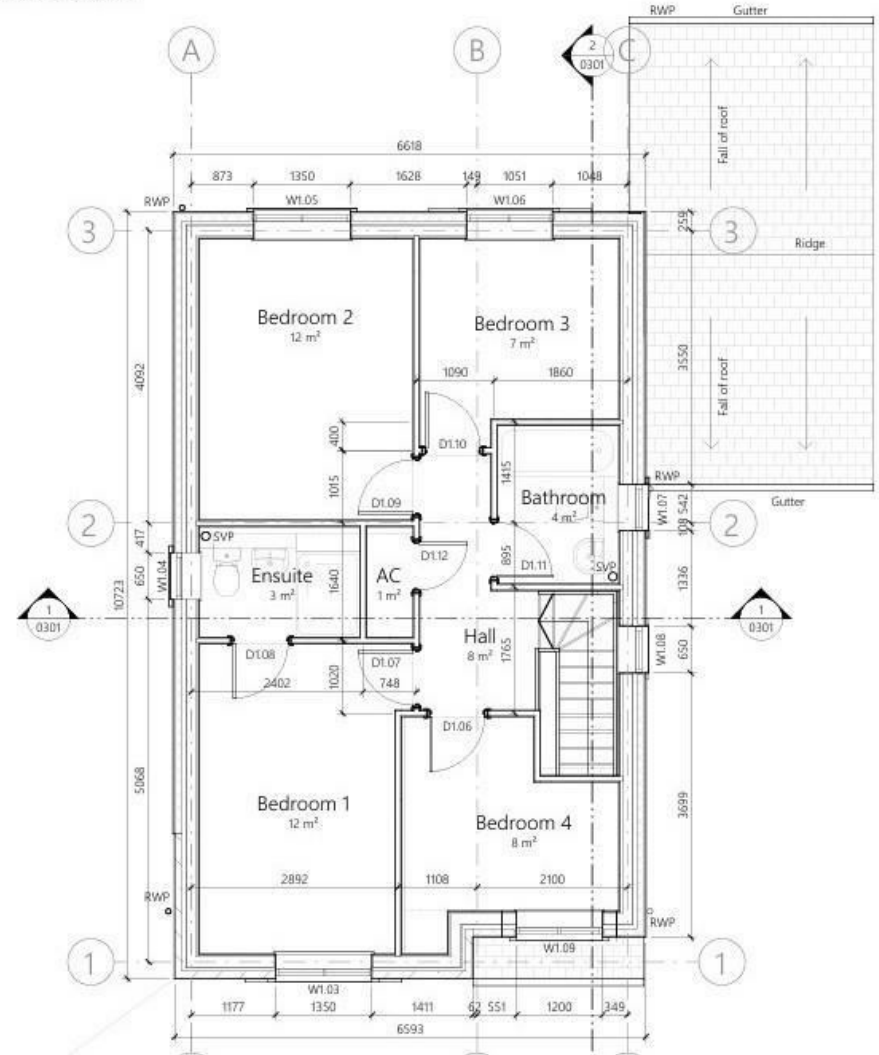 RWP Gutter
A
B
2
0301
C
Fall of roof
6618
873 1350 1628 149 1051 1048
RWP
W1.05
W1.06
259
3
3
Ridge
Bedroom 2
12 m²
Bedroom 3
7 m²
4092
3550
1090
1860
Fall of roof
400
D1.10
1015
1415
RWP
Gutter
D1.09
Bathroom
4 m²
W1.07
542
108
2
2
417
SVP
D1.12
895
D1.11
SVP
650
W1.04
Ensuite
3 m²
1640
AC
1 m²
1336
10723
1
0301
1
0301
Hall
8 m²
1765
W1.08
650
D1.08
D1.07
2402
1020
748
D1.06
5068
Bedroom 1
12 m²
Bedroom 4
8 m²
3699
2892
1108
2100
RWP
RWP
W1.09
1
1
W1.03
1177 1350 1411 62 551 1200 349
6593